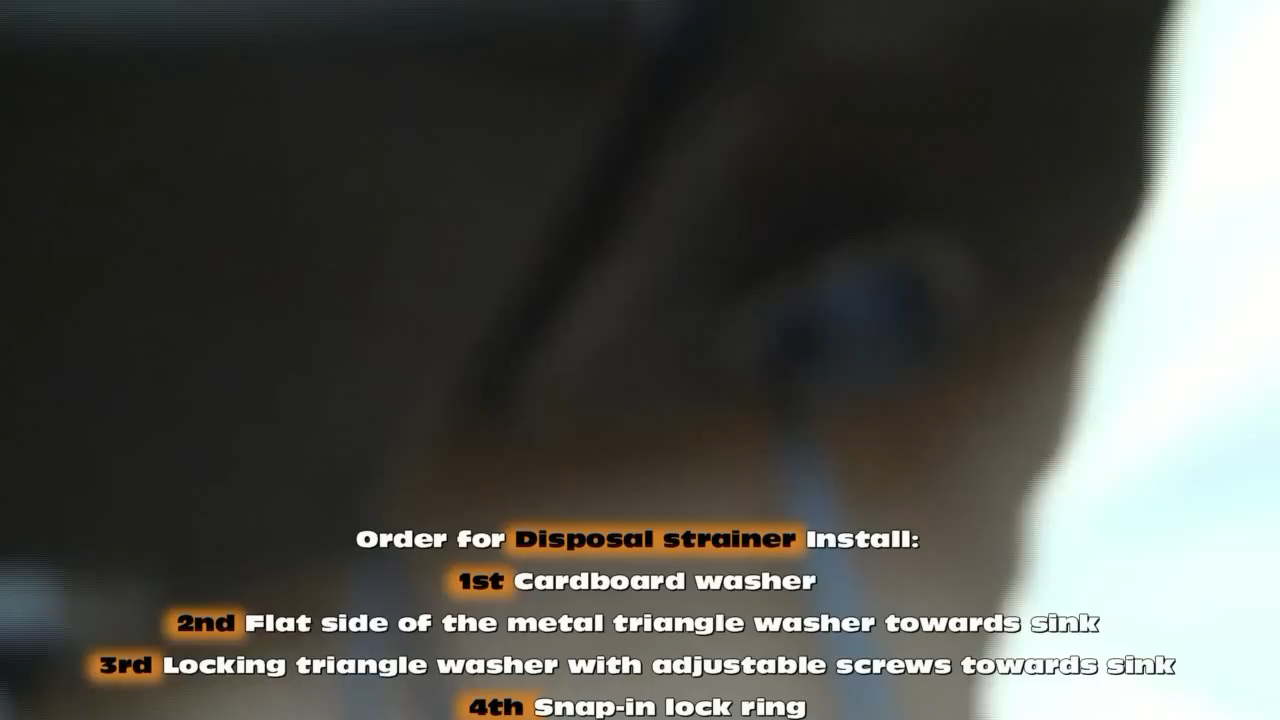 Order for Disposal strainer Install:
1st Cardboard washer
2nd Flat side of the metal triangle washer towards sink
3rd Locking triangle washer with adjustable screws towards sink
4th Snap-in lock ring